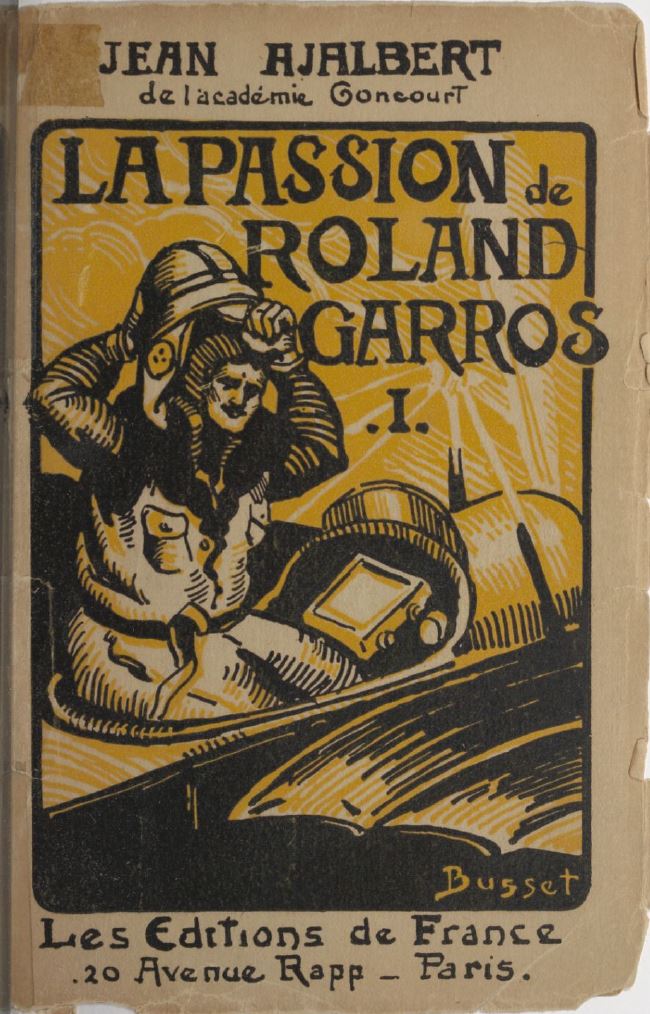 JEAN AJALBERT
de l'académie Goncourt
LA PASSION de
ROLAND
GARROS
.I.
Busset
Les Editions de France
.20 Avenue Rapp _ Paris.